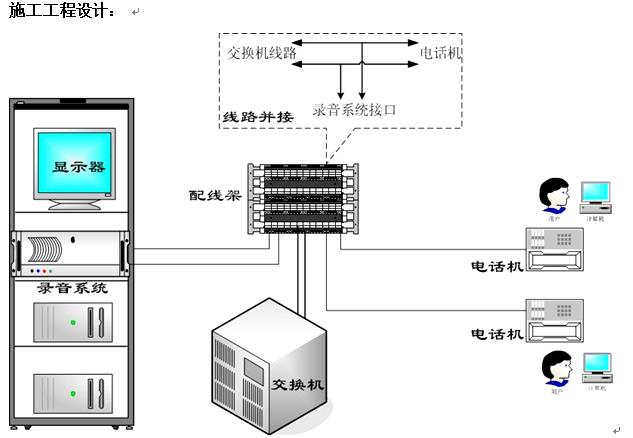 施工工程设计：
交换机线路
电话机
录音系统接口
线路并接
显示器
配线架
用户
计算机
电话机
录音系统
电话机
交换机
计算机